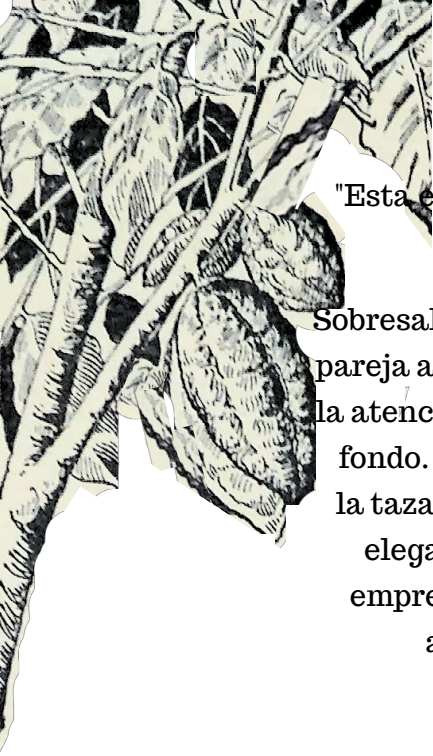 "Esta e
Sobresal
pareja a
la atenc
fondo.
la taza
elega
empre
a